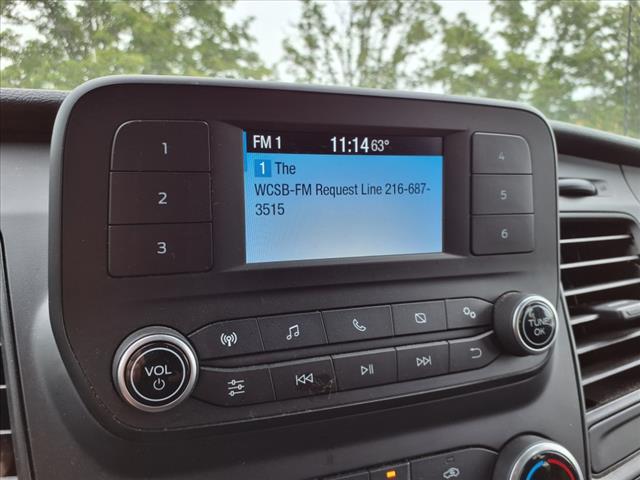 FM 1 11:14 63°
1 The
WCSB-FM Request Line 216-687-
3515
1
2
3
4
5
6
VOL
TUNE
OK